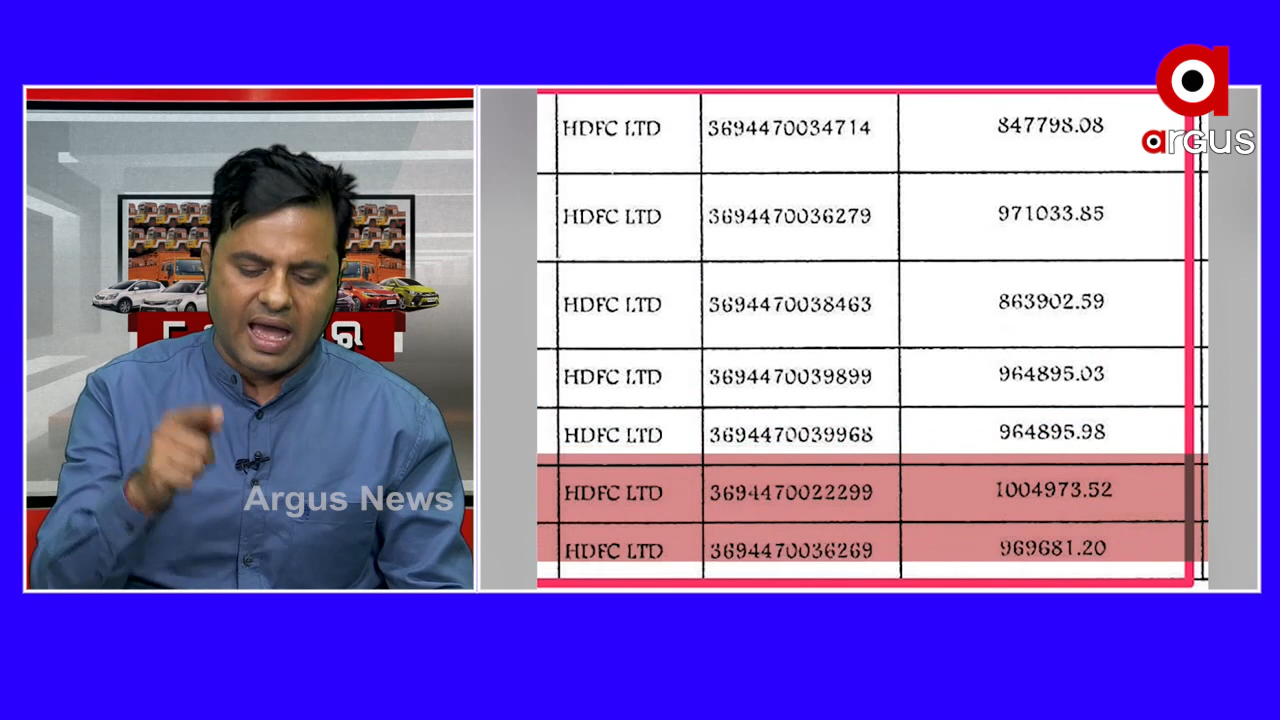 argus
HDFC LTD 3694470034714 847798.08
HDFC LTD 3694470036279 971033.85
HDFC LTD 3694470038463 863902.59
HDFC LTD 3694470039899 964895.03
HDFC LTD 3694470039968 964895.98
HDFC LTD 3694470022299 1004973.52
HDFC LTD 3694470036269 969681.20
Argus News